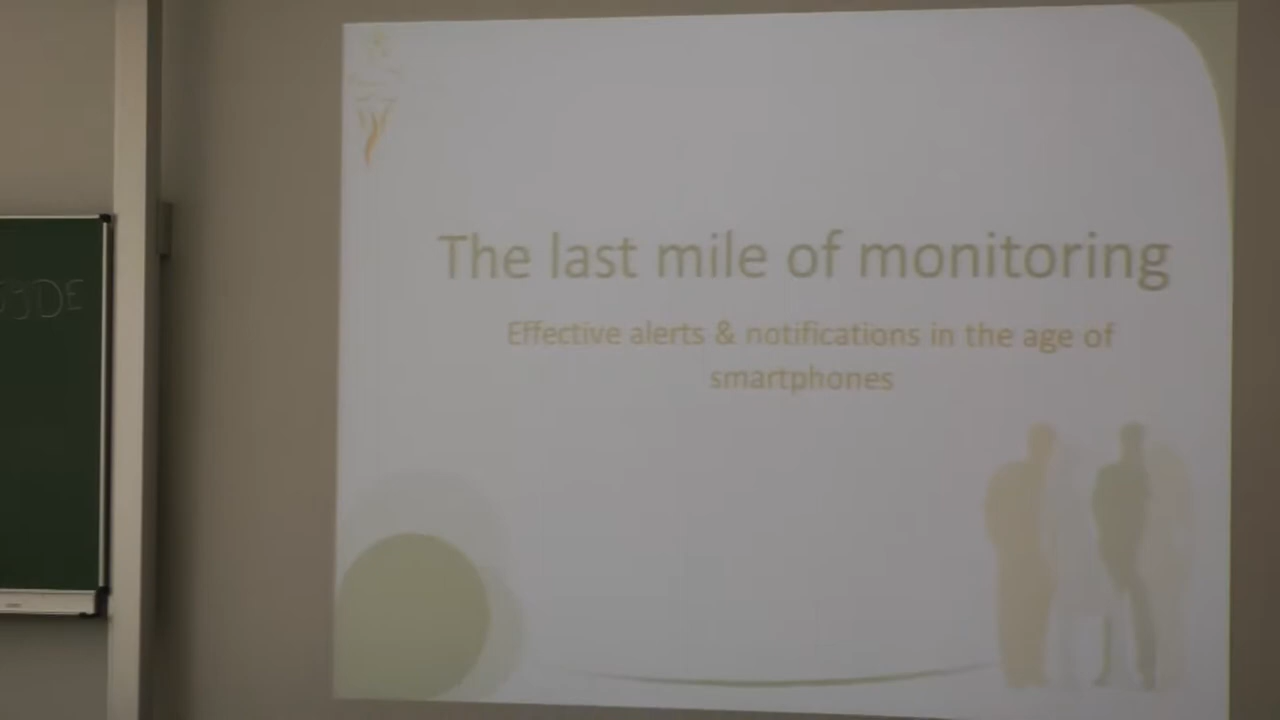 The last mile of monitoring
Effective alerts & notifications in the age of
smartphones